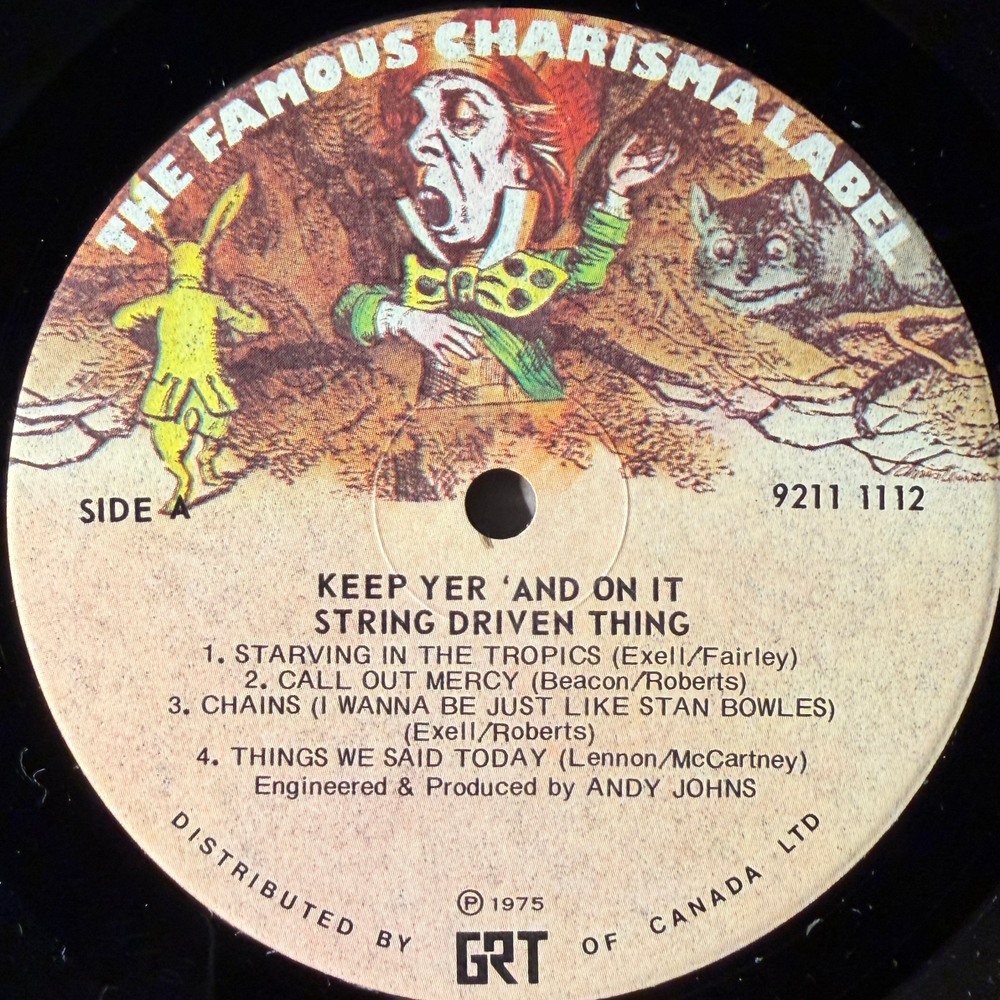 THE FAMOUS CHARISMA LABEL
SIDE A
9211 1112
KEEP YER ‘AND ON IT
STRING DRIVEN THING
1. STARVING IN THE TROPICS (Exell/Fairley)
2. CALL OUT MERCY (Beacon/Roberts)
3. CHAINS (I WANNA BE JUST LIKE STAN BOWLES)
(Exell/Roberts)
4. THINGS WE SAID TODAY (Lennon/McCartney)
Engineered & Produced by ANDY JOHNS
℗ 1975
DISTRIBUTED BY GRT OF CANADA LTD